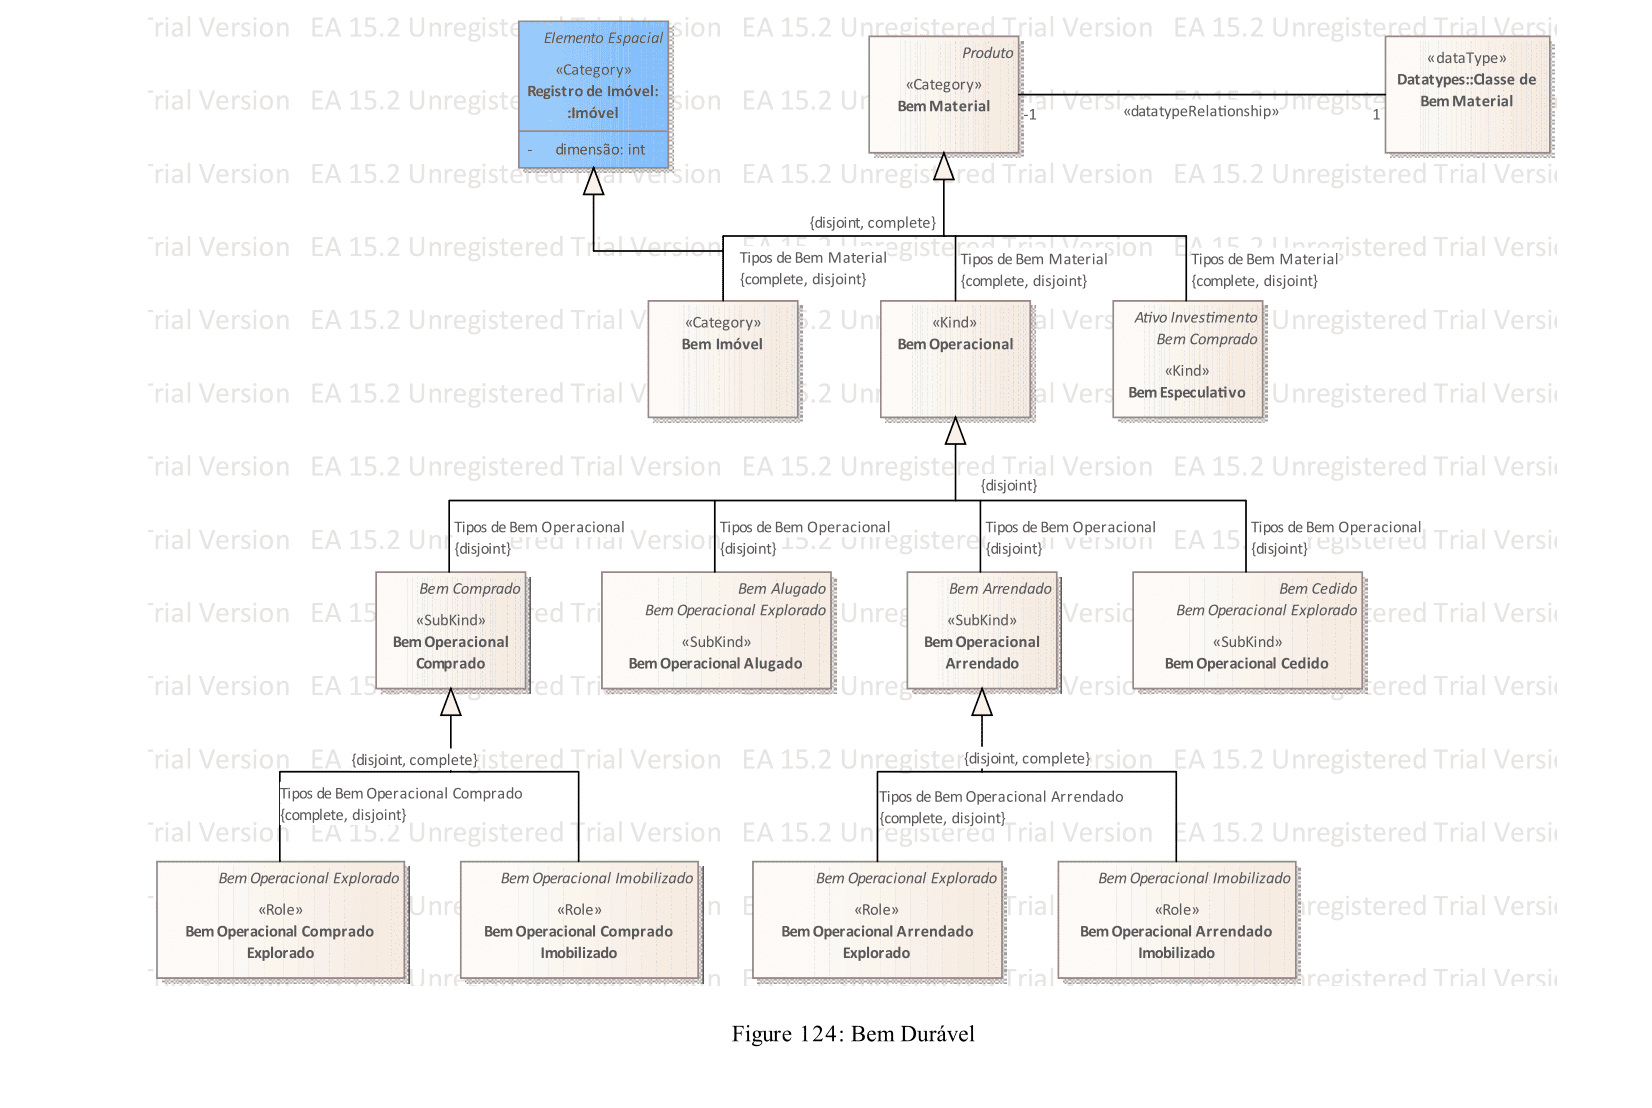 Elemento Espacial
«Category»
Registro de Imóvel:
:Imóvel
- dimensão: int
Produto
«Category»
Bem Material
-1
«datatypeRelationship»
1
«dataType»
Datatypes::Classe de
Bem Material
{disjoint, complete}
Tipos de Bem Material
{complete, disjoint}
Tipos de Bem Material
{complete, disjoint}
Tipos de Bem Material
{complete, disjoint}
«Category»
Bem Imóvel
«Kind»
Bem Operacional
Ativo Investimento
Bem Comprado
«Kind»
Bem Especulativo
{disjoint}
Tipos de Bem Operacional
{disjoint}
Tipos de Bem Operacional
{disjoint}
Tipos de Bem Operacional
{disjoint}
Tipos de Bem Operacional
{disjoint}
Bem Comprado
«SubKind»
Bem Operacional
Comprado
Bem Alugado
Bem Operacional Explorado
«SubKind»
Bem Operacional Alugado
Bem Arrendado
«SubKind»
Bem Operacional
Arrendado
Bem Cedido
Bem Operacional Explorado
«SubKind»
Bem Operacional Cedido
{disjoint, complete}
Tipos de Bem Operacional Comprado
{complete, disjoint}
{disjoint, complete}
Tipos de Bem Operacional Arrendado
{complete, disjoint}
Bem Operacional Explorado
«Role»
Bem Operacional Comprado
Explorado
Bem Operacional Imobilizado
«Role»
Bem Operacional Comprado
Imobilizado
Bem Operacional Explorado
«Role»
Bem Operacional Arrendado
Explorado
Bem Operacional Imobilizado
«Role»
Bem Operacional Arrendado
Imobilizado
EA 15.2 Unregistered Trial Version
Figure 124: Bem Durável